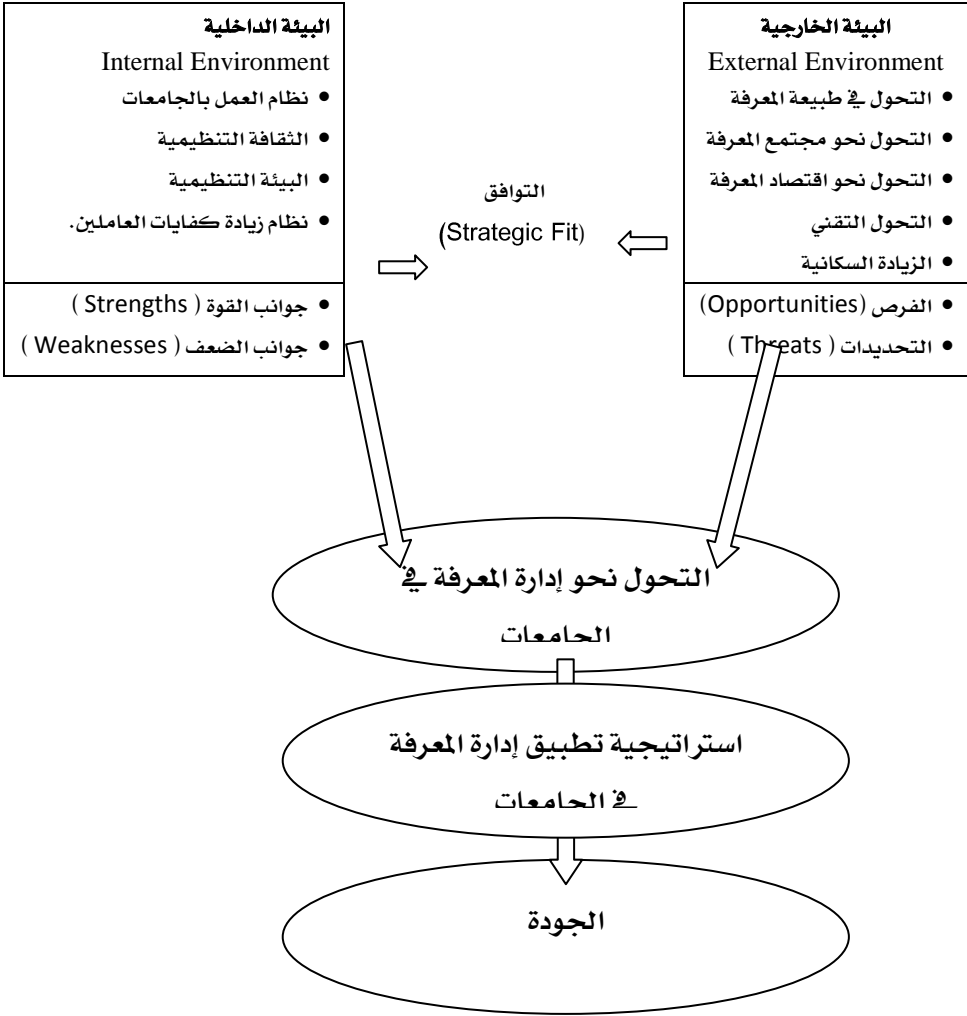 البيئة الخارجية
External Environment
• التحول في طبيعة المعرفة
• التحول نحو مجتمع المعرفة
• التحول نحو اقتصاد المعرفة
• التحول التقني
• الزيادة السكانية
• الفرص (Opportunities)
• التحديدات ( Threats )
التوافق
(Strategic Fit)
البيئة الداخلية
Internal Environment
• نظام العمل بالجامعات
• الثقافة التنظيمية
• البيئة التنظيمية
• نظام زيادة كفايات العاملين.
• جوانب القوة ( Strengths )
• جوانب الضعف ( Weaknesses )
التحول نحو إدارة المعرفة في
الجامعات
استراتيجية تطبيق إدارة المعرفة
في الجامعات
الجودة